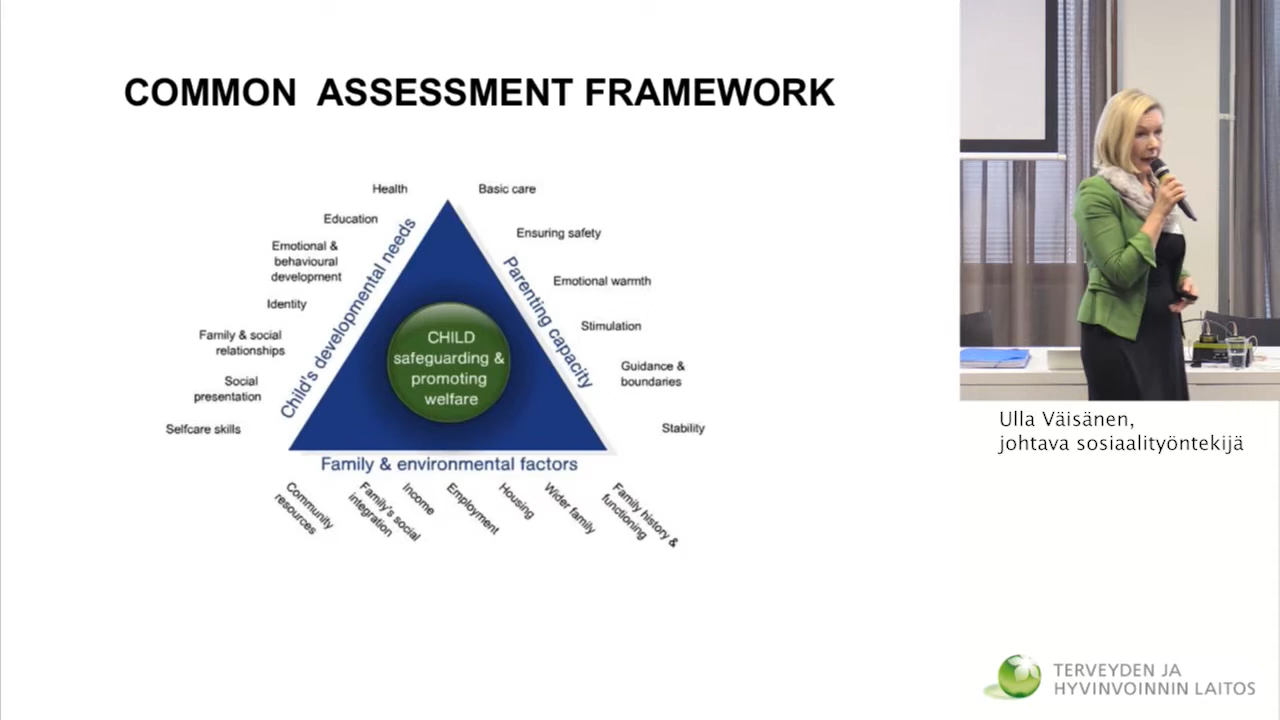 COMMON ASSESSMENT FRAMEWORK
Health
Education
Emotional &
behavioural
development
Identity
Family & social
relationships
Social
presentation
Selfcare skills
Child's developmental needs
CHILD
safeguarding &
promoting
welfare
Parenting capacity
Basic care
Ensuring safety
Emotional warmth
Stimulation
Guidance &
boundaries
Stability
Family & environmental factors
Community
resources
Family's social
integration
Income
Employment
Housing
Wider family
Family history &
functioning
Ulla Väisänen,
johtava sosiaalityöntekijä
TERVEYDEN JA
HYVINVOINNIN LAITOS